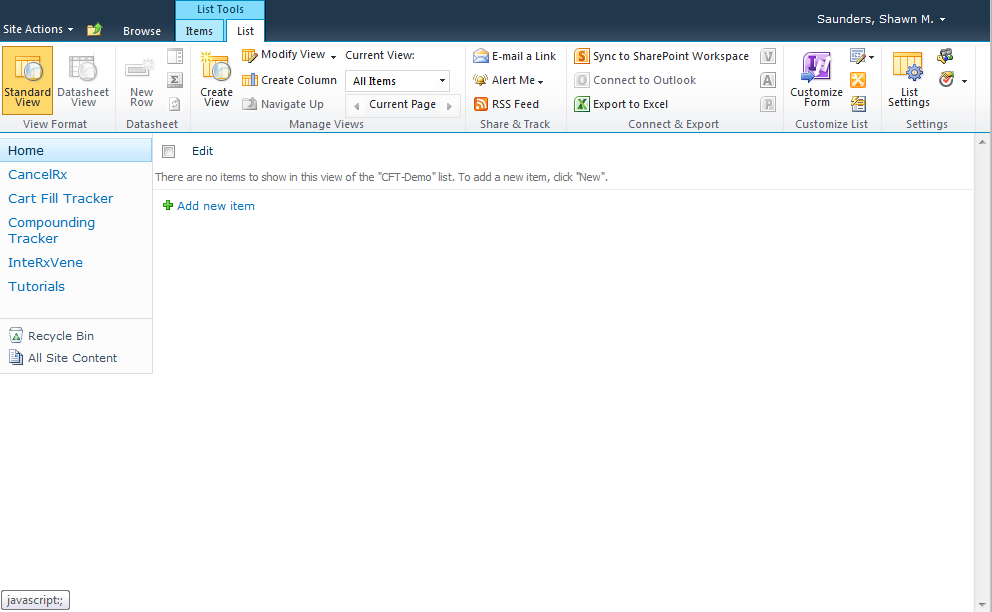 List Tools
Site Actions Browse Items List Saunders, Shawn M.
Standard View
Datasheet View
View Format
New Row
Datasheet
Create View
Modify View
Create Column
Navigate Up
Current View:
All Items
Current Page
Manage Views
E-mail a Link
Alert Me
RSS Feed
Share & Track
Sync to SharePoint Workspace
Connect to Outlook
Export to Excel
Connect & Export
Customize Form
Customize List
List Settings
Settings
Home
CancelRx
Cart Fill Tracker
Compounding
Tracker
InteRxVene
Tutorials
Recycle Bin
All Site Content
Edit
There are no items to show in this view of the "CFT-Demo" list. To add a new item, click "New".
Add new item
javascript:;